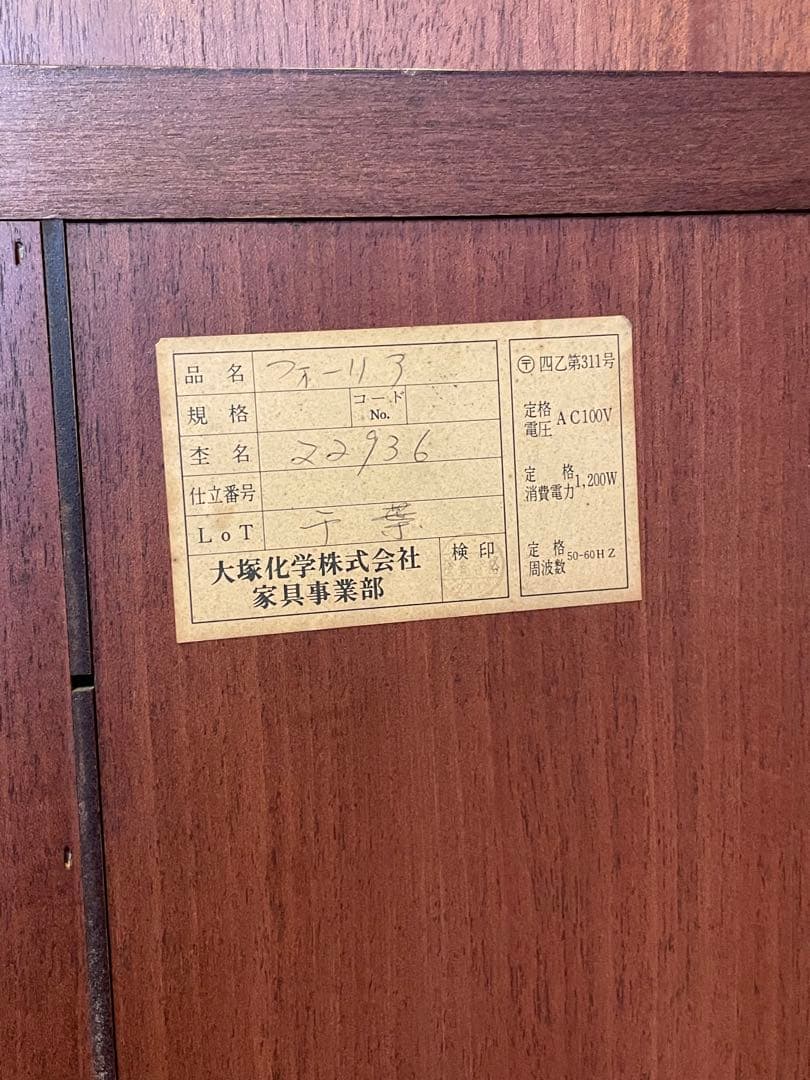 品名 フォーリア
規格 コードNo.
杢名 22936
仕立番号
LoT 千葉
大塚化学株式会社
家具事業部
検印
〒 四乙第311号
定格電圧 AC100V
定格消費電力 1,200W
定格周波数 50-60HZ